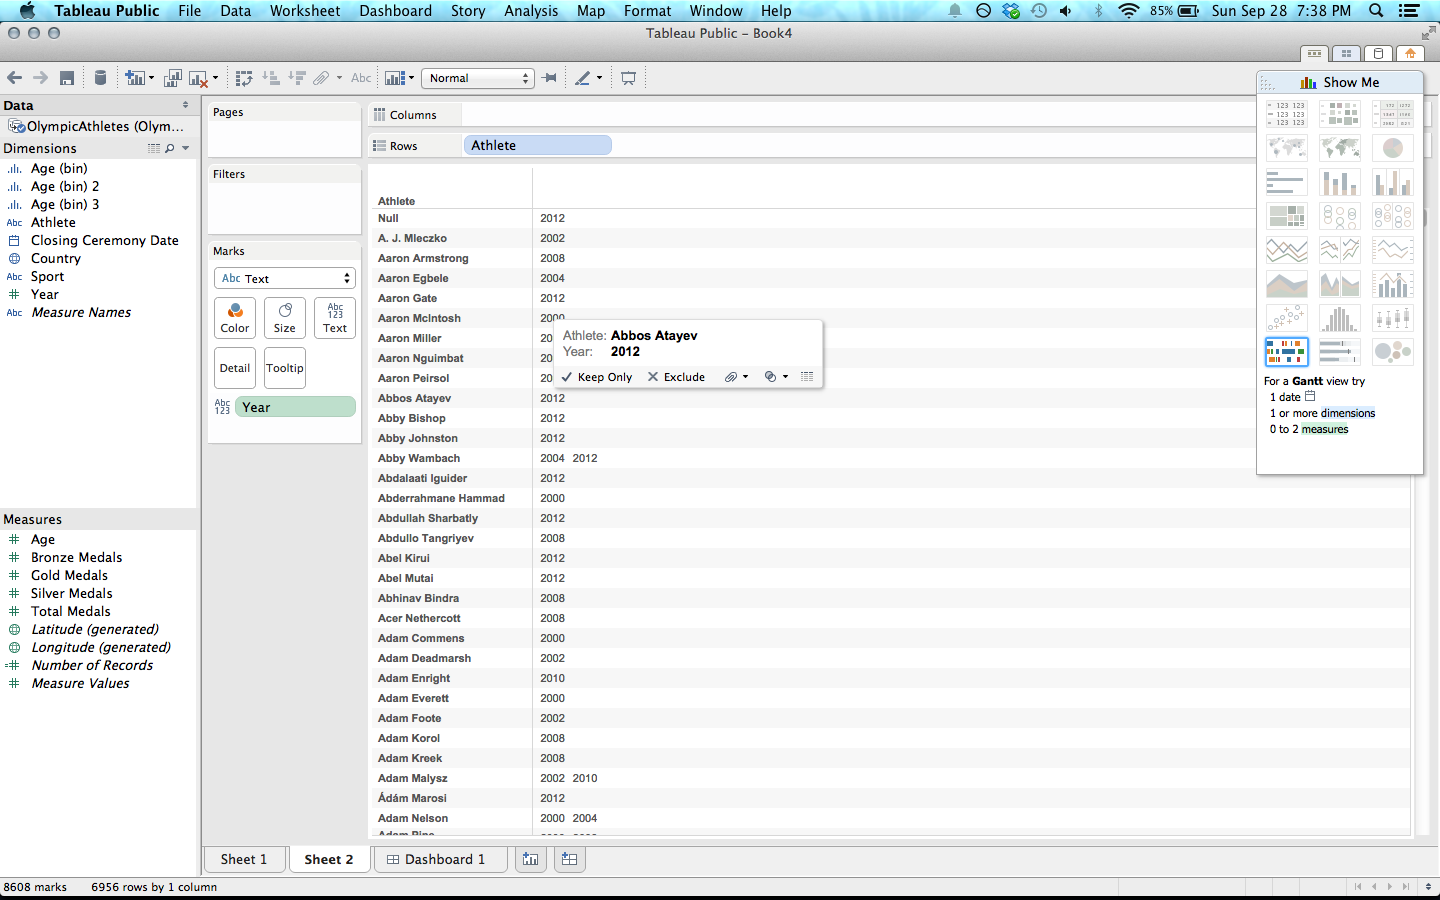 Tableau Public File Data Worksheet Dashboard Story Analysis Map Format Window Help 85% Sun Sep 28 7:38 PM
Tableau Public - Book4
Abc Normal
Data
OlympicAthletes (Olym...
Dimensions
Age (bin)
Age (bin) 2
Age (bin) 3
Abc Athlete
Closing Ceremony Date
Country
Abc Sport
Year
Abc Measure Names
Measures
Age
Bronze Medals
Gold Medals
Silver Medals
Total Medals
Latitude (generated)
Longitude (generated)
Number of Records
Measure Values
Pages
Filters
Marks
Abc Text
Color Size Abc 123 Text
Detail Tooltip
Abc 123 Year
Columns
Rows Athlete
Athlete
Null 2012
A. J. Mleczko 2002
Aaron Armstrong 2008
Aaron Egbele 2004
Aaron Gate 2012
Aaron McIntosh
Aaron Miller
Aaron Nguimbat
Aaron Peirsol
Abbos Atayev 2012
Abby Bishop 2012
Abby Johnston 2012
Abby Wambach 2004 2012
Abdalaati Iguider 2012
Abderrahmane Hammad 2000
Abdullah Sharbatly 2012
Abdullo Tangriyev 2008
Abel Kirui 2012
Abel Mutai 2012
Abhinav Bindra 2008
Acer Nethercott 2008
Adam Commens 2000
Adam Deadmarsh 2002
Adam Enright 2010
Adam Everett 2000
Adam Foote 2002
Adam Korol 2008
Adam Kreek 2008
Adam Malysz 2002 2010
Ádám Marosi 2012
Adam Nelson 2000 2004
Athlete: Abbos Atayev
Year: 2012
Keep Only Exclude
Show Me
For a Gantt view try
1 date
1 or more dimensions
0 to 2 measures
Sheet 1 Sheet 2 Dashboard 1
8608 marks 6956 rows by 1 column